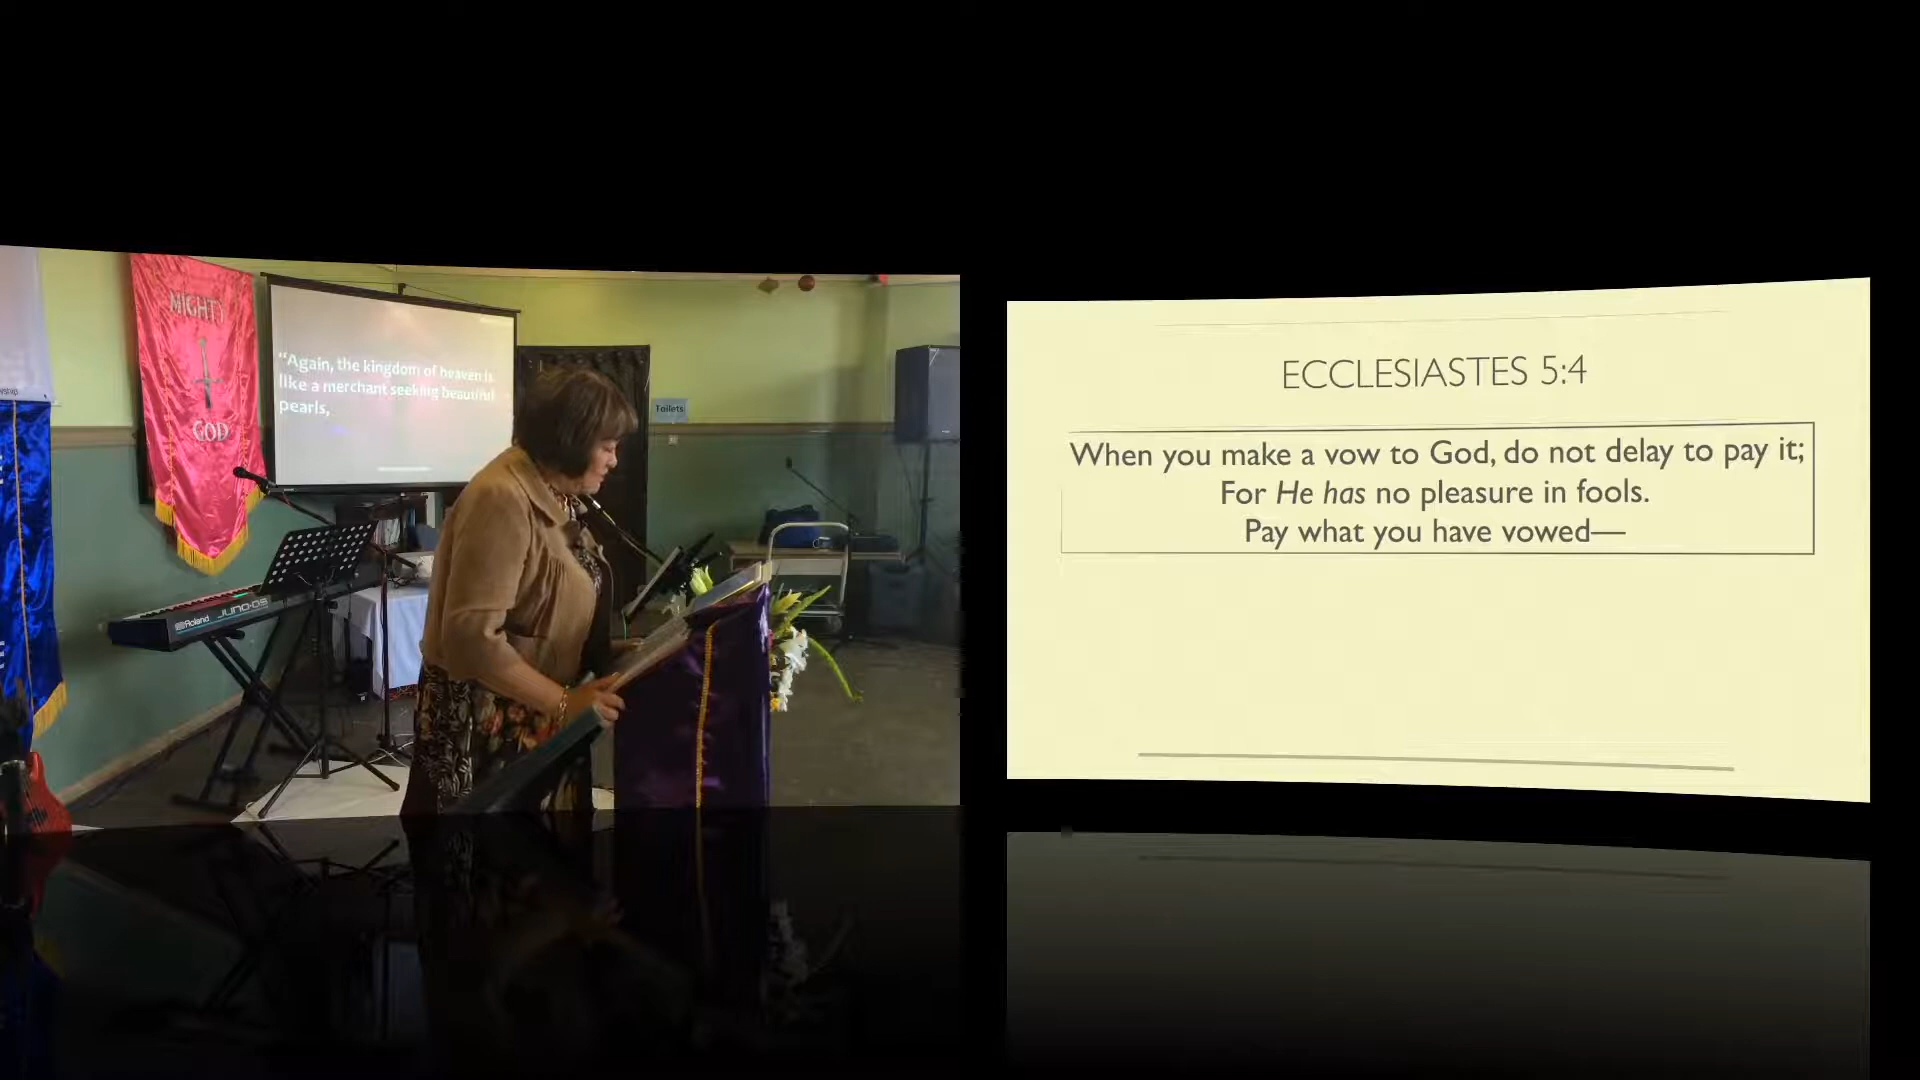 MIGHTY
GOD
"Again, the kingdom of heaven is
like a merchant seeking beautiful
pearls,
Toilets
Roland
JUNO-DS
ECCLESIASTES 5:4
When you make a vow to God, do not delay to pay it;
For He has no pleasure in fools.
Pay what you have vowed—